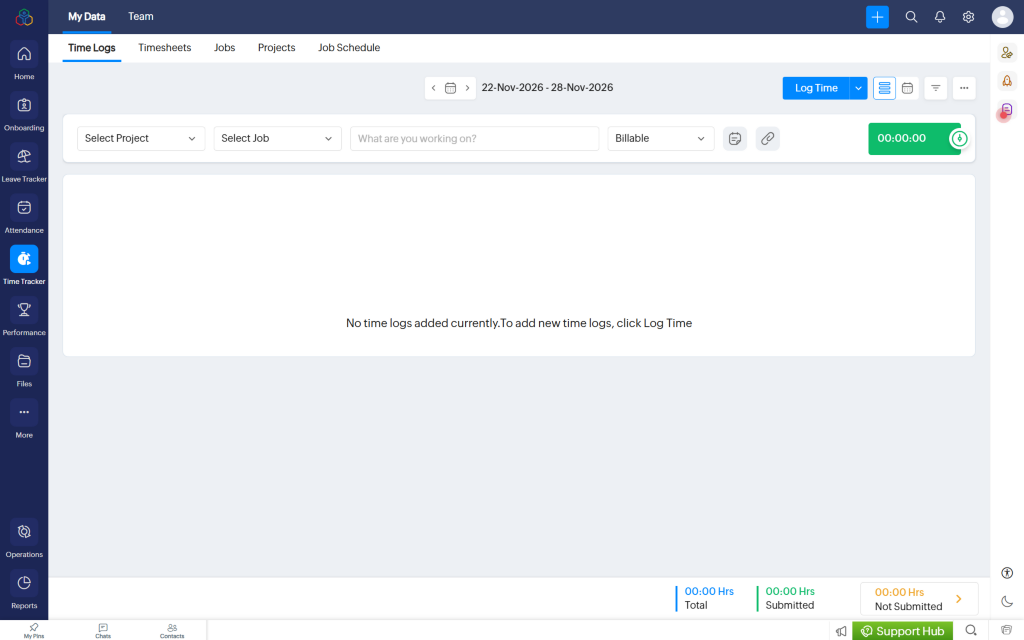 My Data
Team
Home
Onboarding
Leave Tracker
Attendance
Time Tracker
Performance
Files
More
Operations
Reports
Time Logs
Timesheets
Jobs
Projects
Job Schedule
22-Nov-2026 - 28-Nov-2026
Log Time
Select Project
Select Job
What are you working on?
Billable
00:00:00
No time logs added currently.To add new time logs, click Log Time
00:00 Hrs
Total
00:00 Hrs
Submitted
00:00 Hrs
Not Submitted
My Pins
Chats
Contacts
Support Hub